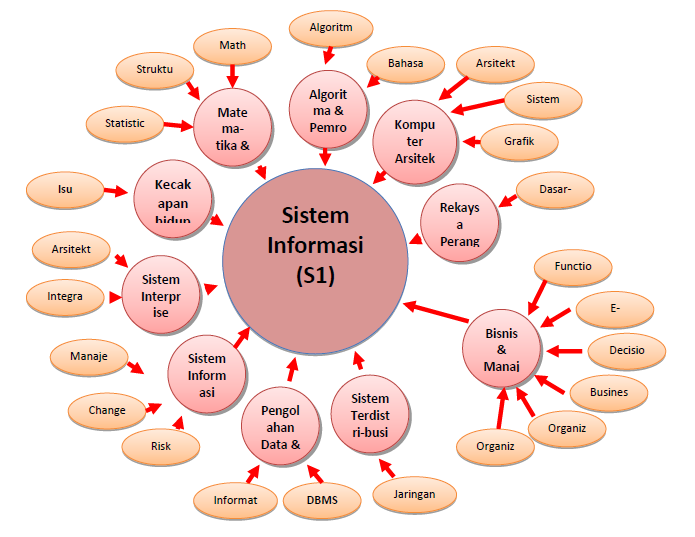 Algoritm
Math
Bahasa
Arsitekt
Struktu
Sistem
Statistic
Grafik
Mate
ma-
tika &
Algorit
ma &
Pemro
Kompu
ter
Arsitek
Isu
Kecak
apan
hidup
Dasar-
Rekays
a
Perang
Sistem
Informasi
(S1)
Arsitekt
Integra
Sistem
Interpr
ise
Functio
E-
Decisio
Busines
Organiz
Organiz
Bisnis
&
Manaj
Manaje
Change
Risk
Sistem
Inform
asi
Pengol
ahan
Data &
Sistem
Terdist
ri-busi
Informat
DBMS
Jaringan